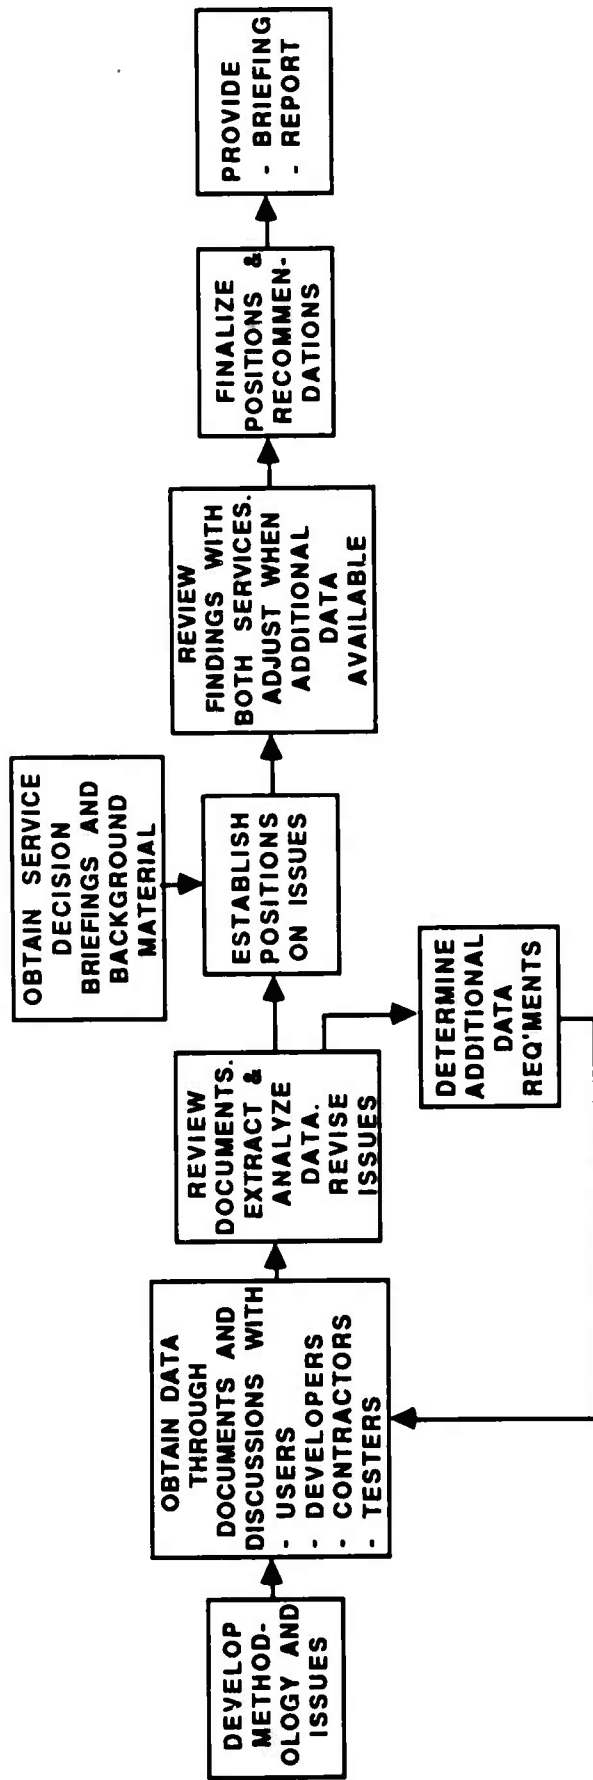 DEVELOP
METHOD-
OLOGY AND
ISSUES
OBTAIN DATA
THROUGH
DOCUMENTS AND
DISCUSSIONS WITH
- USERS
- DEVELOPERS
- CONTRACTORS
- TESTERS
REVIEW
DOCUMENTS.
EXTRACT &
ANALYZE
DATA.
REVISE
ISSUES
DETERMINE
ADDITIONAL
DATA
REQ'MENTS
OBTAIN SERVICE
DECISION
BRIEFINGS AND
BACKGROUND
MATERIAL
ESTABLISH
POSITIONS
ON ISSUES
REVIEW
FINDINGS WITH
BOTH SERVICES.
ADJUST WHEN
ADDITIONAL
DATA
AVAILABLE
FINALIZE
POSITIONS &
RECOMMEN-
DATIONS
PROVIDE
- BRIEFING
- REPORT